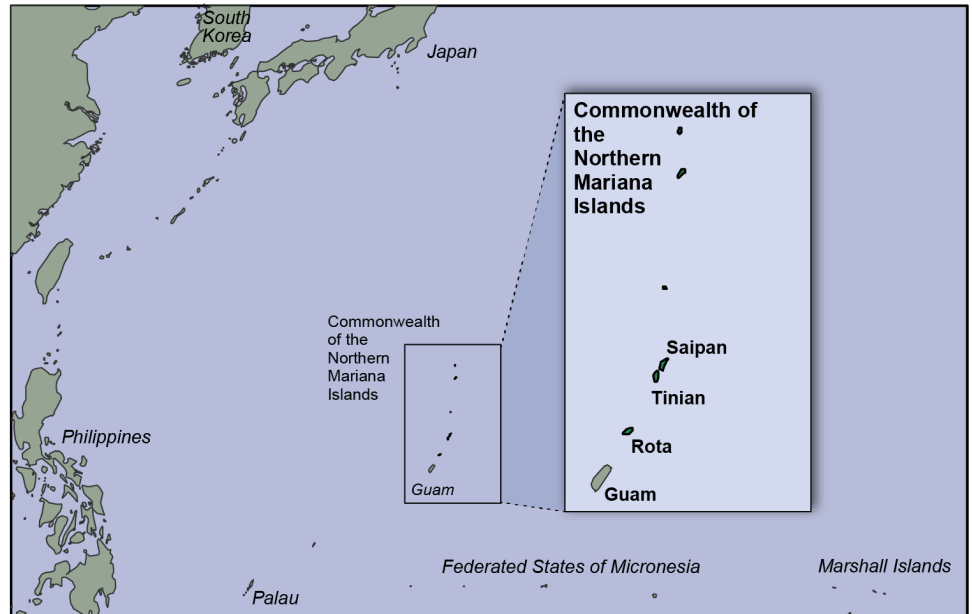 South
Korea
Japan
Commonwealth of
the
Northern
Mariana
Islands
Saipan
Tinian
Rota
Guam
Commonwealth
of the
Northern
Mariana
Islands
Guam
Philippines
Federated States of Micronesia
Marshall Islands
Palau